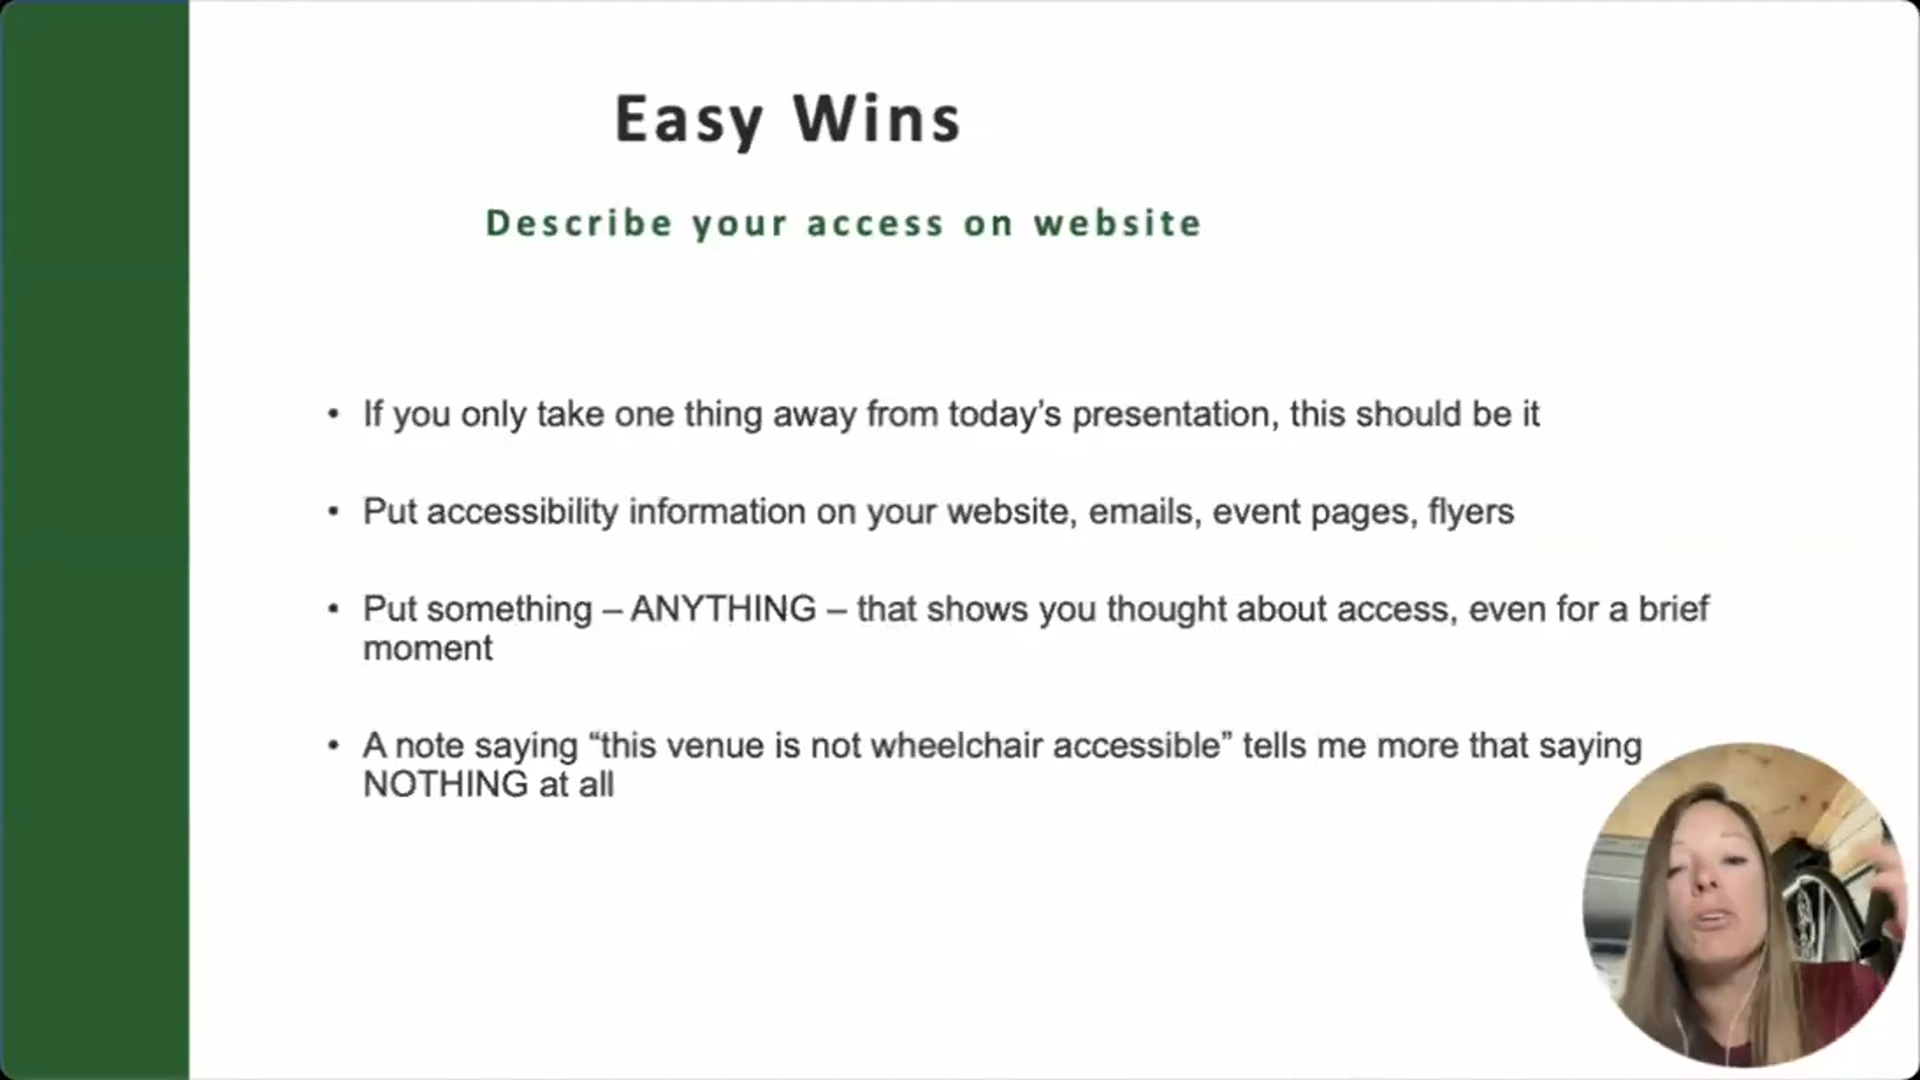 Easy Wins
Describe your access on website
• If you only take one thing away from today’s presentation, this should be it
• Put accessibility information on your website, emails, event pages, flyers
• Put something – ANYTHING – that shows you thought about access, even for a brief
moment
• A note saying “this venue is not wheelchair accessible” tells me more that saying
NOTHING at all